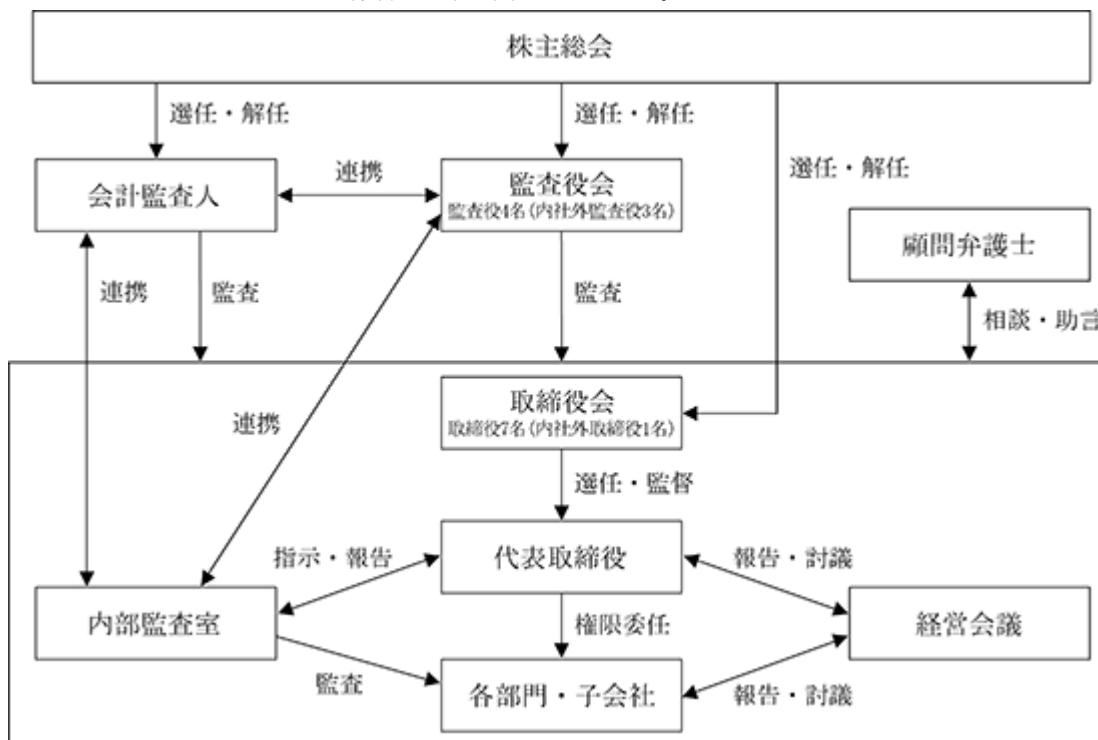 株主総会
選任・解任
選任・解任
選任・解任
会計監査人
連携
監査役会
監査役4名(内社外監査役3名)
顧問弁護士
連携
監査
監査
相談・助言
連携
取締役会
取締役7名(内社外取締役1名)
選任・監督
指示・報告
代表取締役
報告・討議
内部監査室
権限委任
経営会議
監査
各部門・子会社
報告・討議